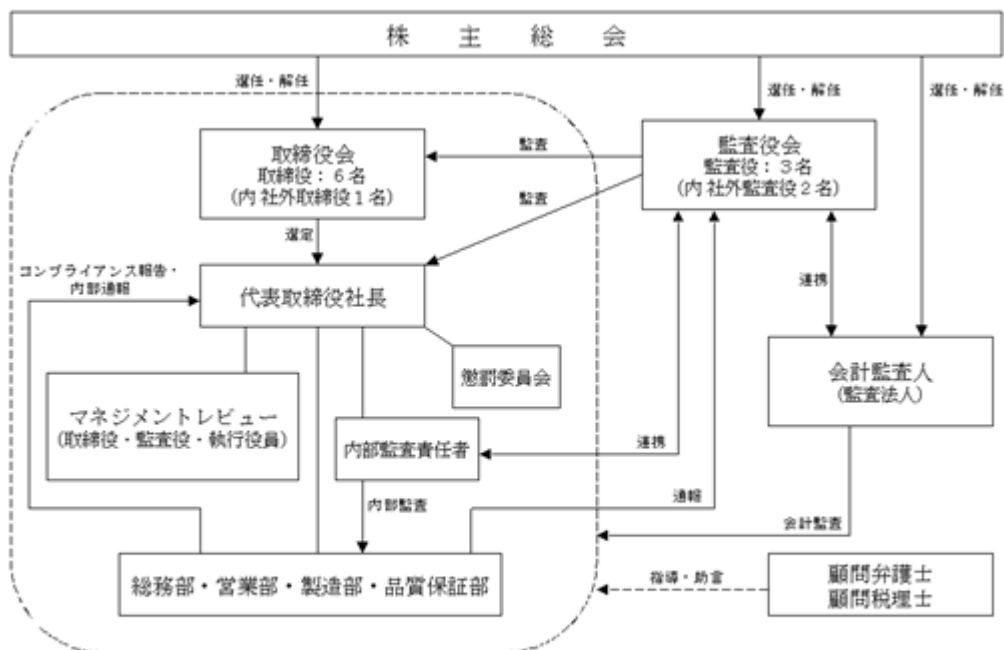 株主総会
選任・解任
選任・解任
選任・解任
取締役会
取締役：６名
(内 社外取締役１名)
監査
監査役会
監査役：３名
(内 社外監査役２名)
監査
選定
コンプライアンス報告・
内部通報
代表取締役社長
連携
懲罰委員会
会計監査人
(監査法人)
マネジメントレビュー
(取締役・監査役・執行役員)
内部監査責任者
連携
内部監査
通報
会計監査
総務部・営業部・製造部・品質保証部
指導・助言
顧問弁護士
顧問税理士